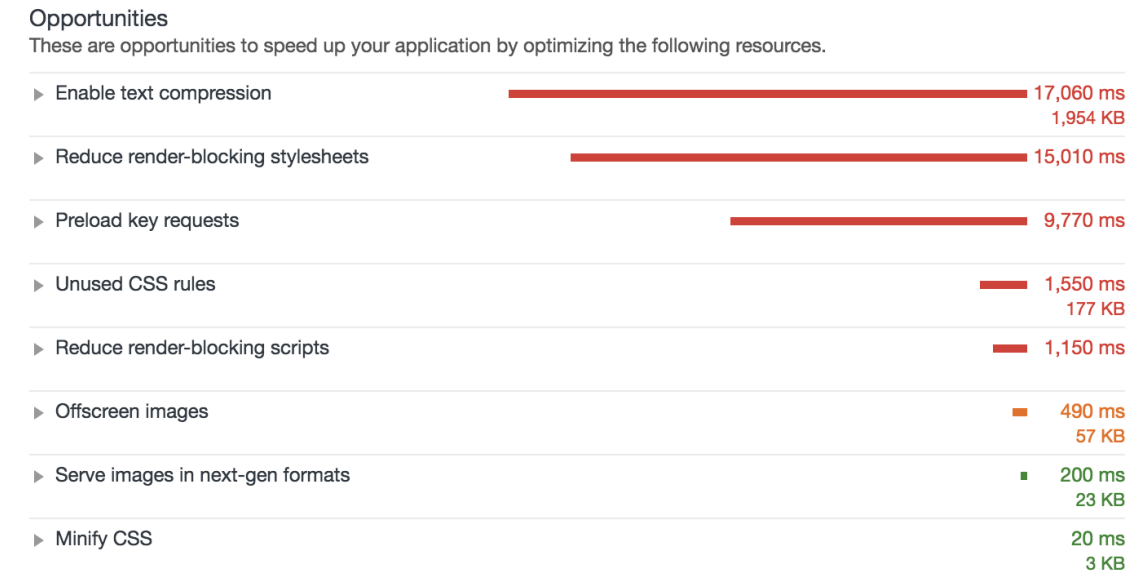 Opportunities
These are opportunities to speed up your application by optimizing the following resources.
Enable text compression 17,060 ms
1,954 KB
Reduce render-blocking stylesheets 15,010 ms
Preload key requests 9,770 ms
Unused CSS rules 1,550 ms
177 KB
Reduce render-blocking scripts 1,150 ms
Offscreen images 490 ms
57 KB
Serve images in next-gen formats 200 ms
23 KB
Minify CSS 20 ms
3 KB